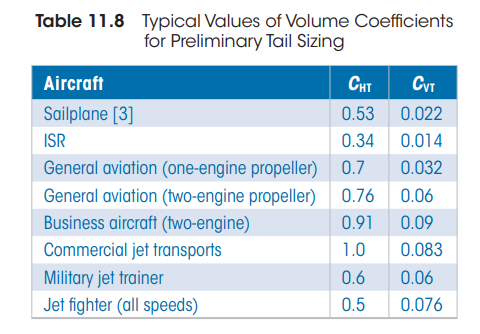 Table 11.8 Typical Values of Volume Coefficients
for Preliminary Tail Sizing
Aircraft CHT CVT
Sailplane [3] 0.53 0.022
ISR 0.34 0.014
General aviation (one-engine propeller) 0.7 0.032
General aviation (two-engine propeller) 0.76 0.06
Business aircraft (two-engine) 0.91 0.09
Commercial jet transports 1.0 0.083
Military jet trainer 0.6 0.06
Jet fighter (all speeds) 0.5 0.076